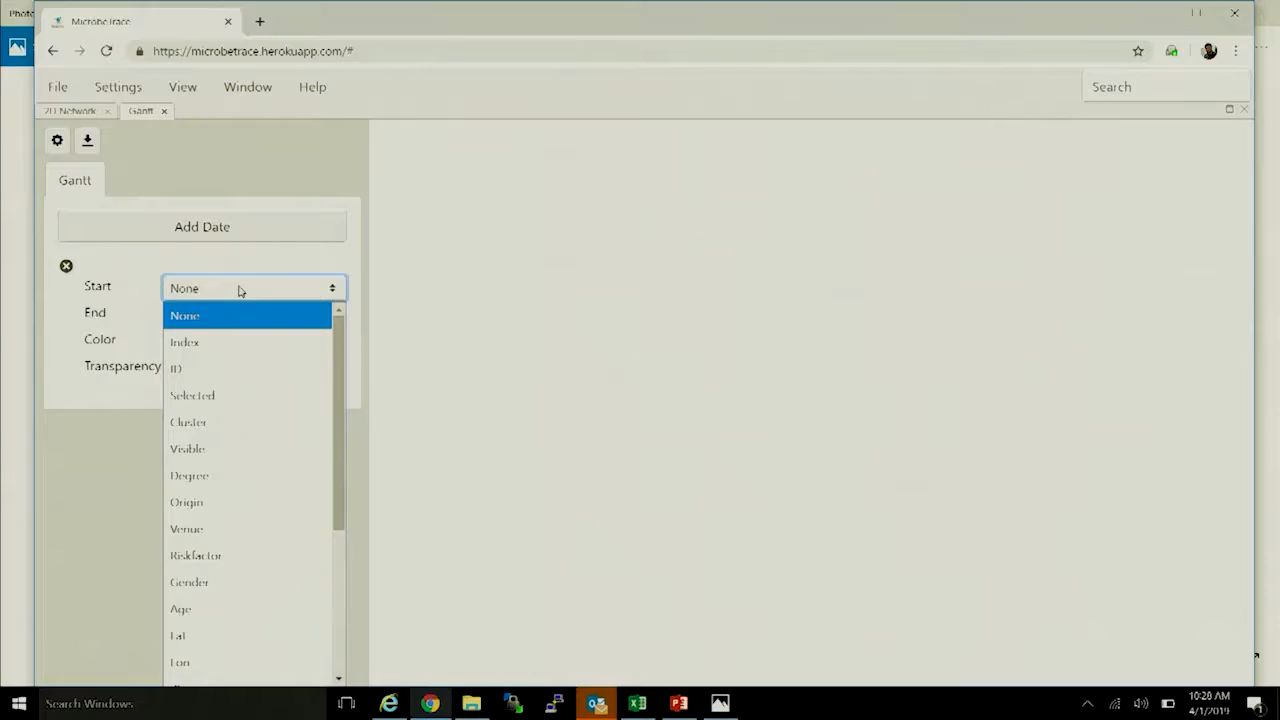 Photo
MicrobeTrace
https://microbetrace.herokuapp.com/#
File Settings View Window Help
Search
2D Network Gantt
Gantt
Add Date
Start None
End
Color
Transparency
None
Index
ID
Selected
Cluster
Visible
Degree
Origin
Venue
Riskfactor
Gender
Age
Lat
Lon
Search Windows
10:28 AM
4/1/2019
1